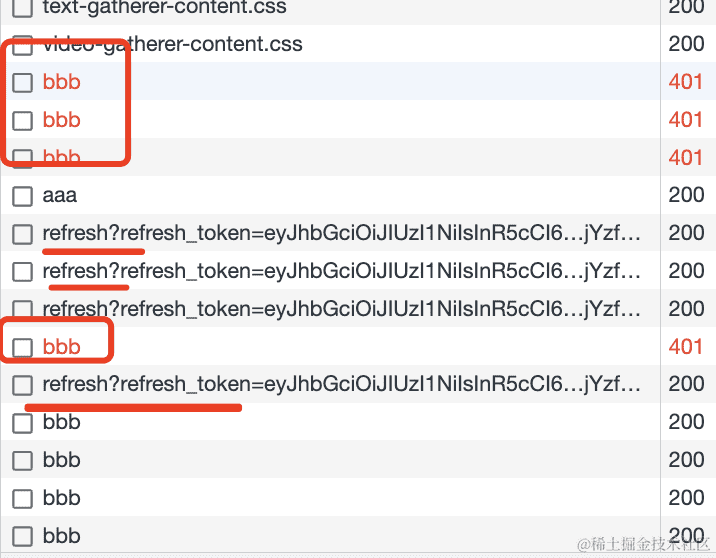 text-gatherer-content.css 200
video-gatherer-content.css 200
bbb 401
bbb 401
bbb 401
aaa 200
refresh?refresh_token=eyJhbGciOiJIUzI1NiIsInR5cCI6…jYzf… 200
refresh?refresh_token=eyJhbGciOiJIUzI1NiIsInR5cCI6…jYzf… 200
refresh?refresh_token=eyJhbGciOiJIUzI1NiIsInR5cCI6…jYzf… 200
bbb 401
refresh?refresh_token=eyJhbGciOiJIUzI1NiIsInR5cCI6…jYzf… 200
bbb 200
bbb 200
bbb 200
bbb 200
@稀土掘金技术社区